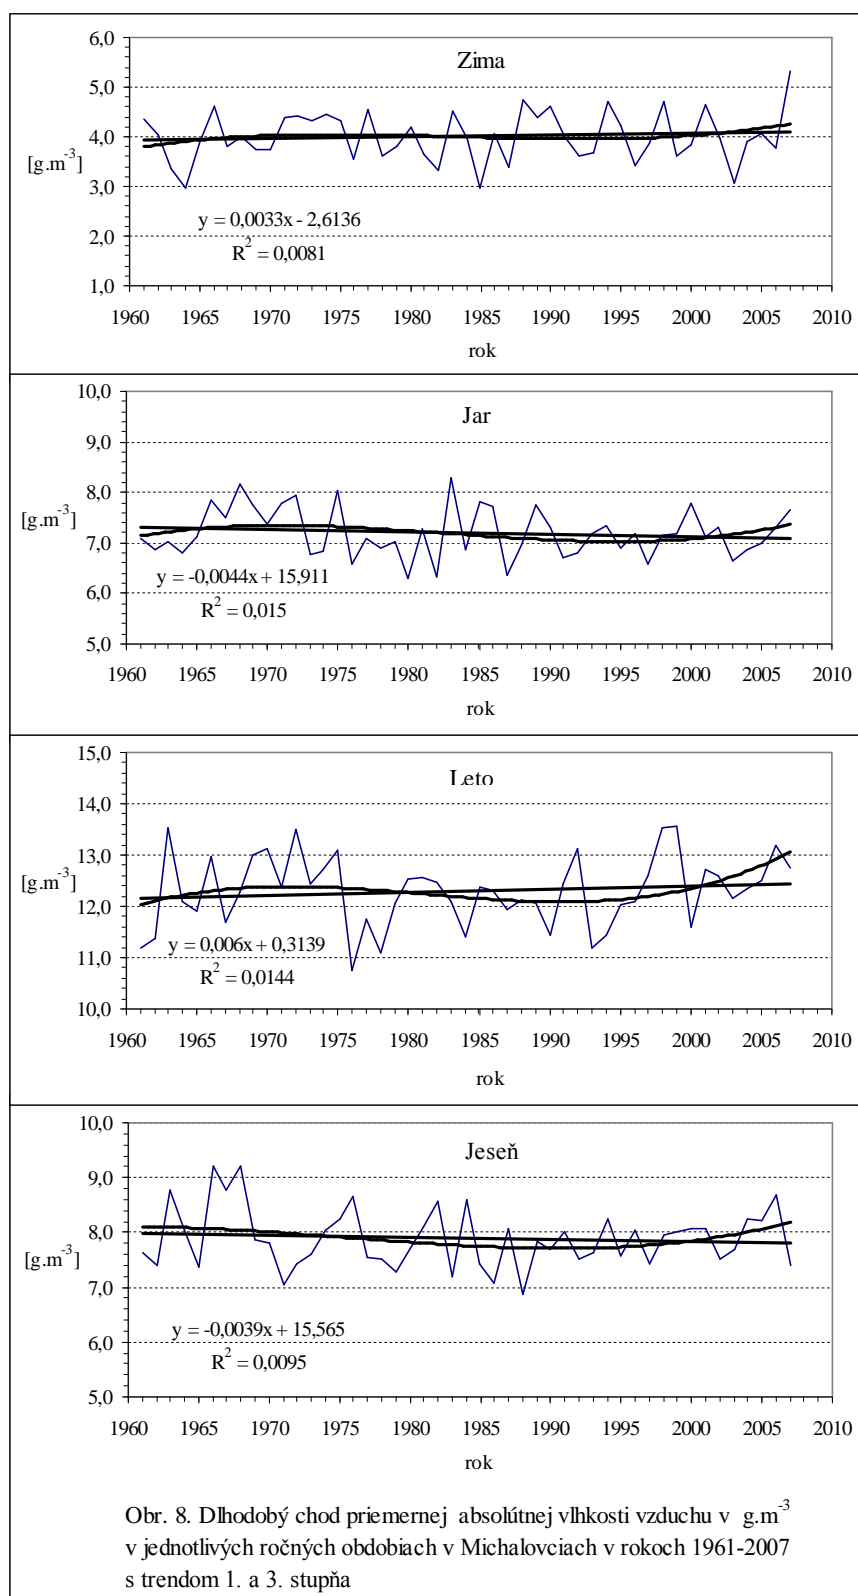 6,0
Zima
5,0
4,0
[g.m-3]
3,0
y = 0,0033x - 2,6136
2,0
R2 = 0,0081
1,0
1960 1965 1970 1975 1980 1985 1990 1995 2000 2005 2010
rok
10,0
Jar
9,0
8,0
[g.m-3]
7,0
y = -0,0044x + 15,911
6,0
R2 = 0,015
5,0
1960 1965 1970 1975 1980 1985 1990 1995 2000 2005 2010
rok
15,0
Leto
14,0
13,0
[g.m-3]
12,0
y = 0,006x + 0,3139
11,0
R2 = 0,0144
10,0
1960 1965 1970 1975 1980 1985 1990 1995 2000 2005 2010
rok
10,0
Jeseň
9,0
8,0
[g.m-3]
7,0
y = -0,0039x + 15,565
6,0
R2 = 0,0095
5,0
1960 1965 1970 1975 1980 1985 1990 1995 2000 2005 2010
rok
Obr. 8. Dlhodobý chod priemernej absolútnej vlhkosti vzduchu v g.m-3
v jednotlivých ročných obdobiach v Michalovciach v rokoch 1961-2007
s trendom 1. a 3. stupňa